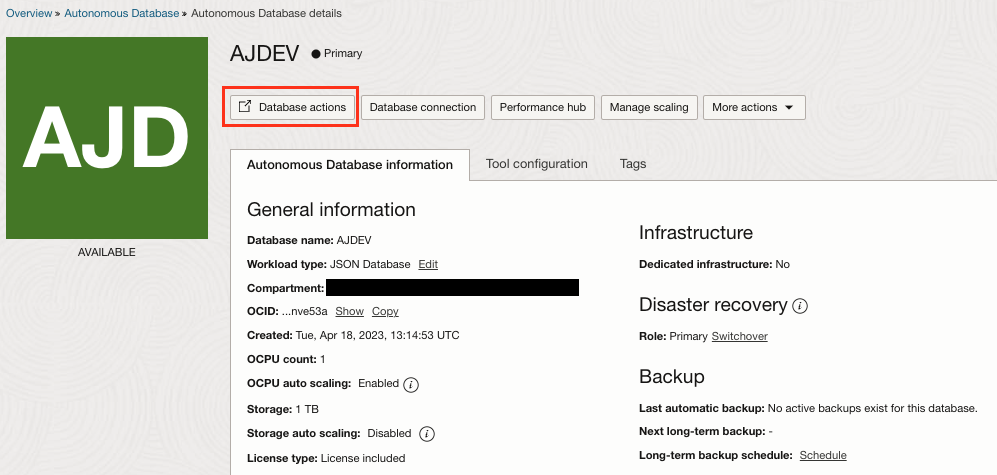 Overview » Autonomous Database » Autonomous Database details
AJD
AVAILABLE
AJDEV ● Primary
Database actions Database connection Performance hub Manage scaling More actions
Autonomous Database information Tool configuration Tags
General information
Database name: AJDEV
Workload type: JSON Database Edit
Compartment:
OCID: ...nve53a Show Copy
Created: Tue, Apr 18, 2023, 13:14:53 UTC
OCPU count: 1
OCPU auto scaling: Enabled i
Storage: 1 TB
Storage auto scaling: Disabled i
License type: License included
Infrastructure
Dedicated infrastructure: No
Disaster recovery i
Role: Primary Switchover
Backup
Last automatic backup: No active backups exist for this database.
Next long-term backup: -
Long-term backup schedule: Schedule